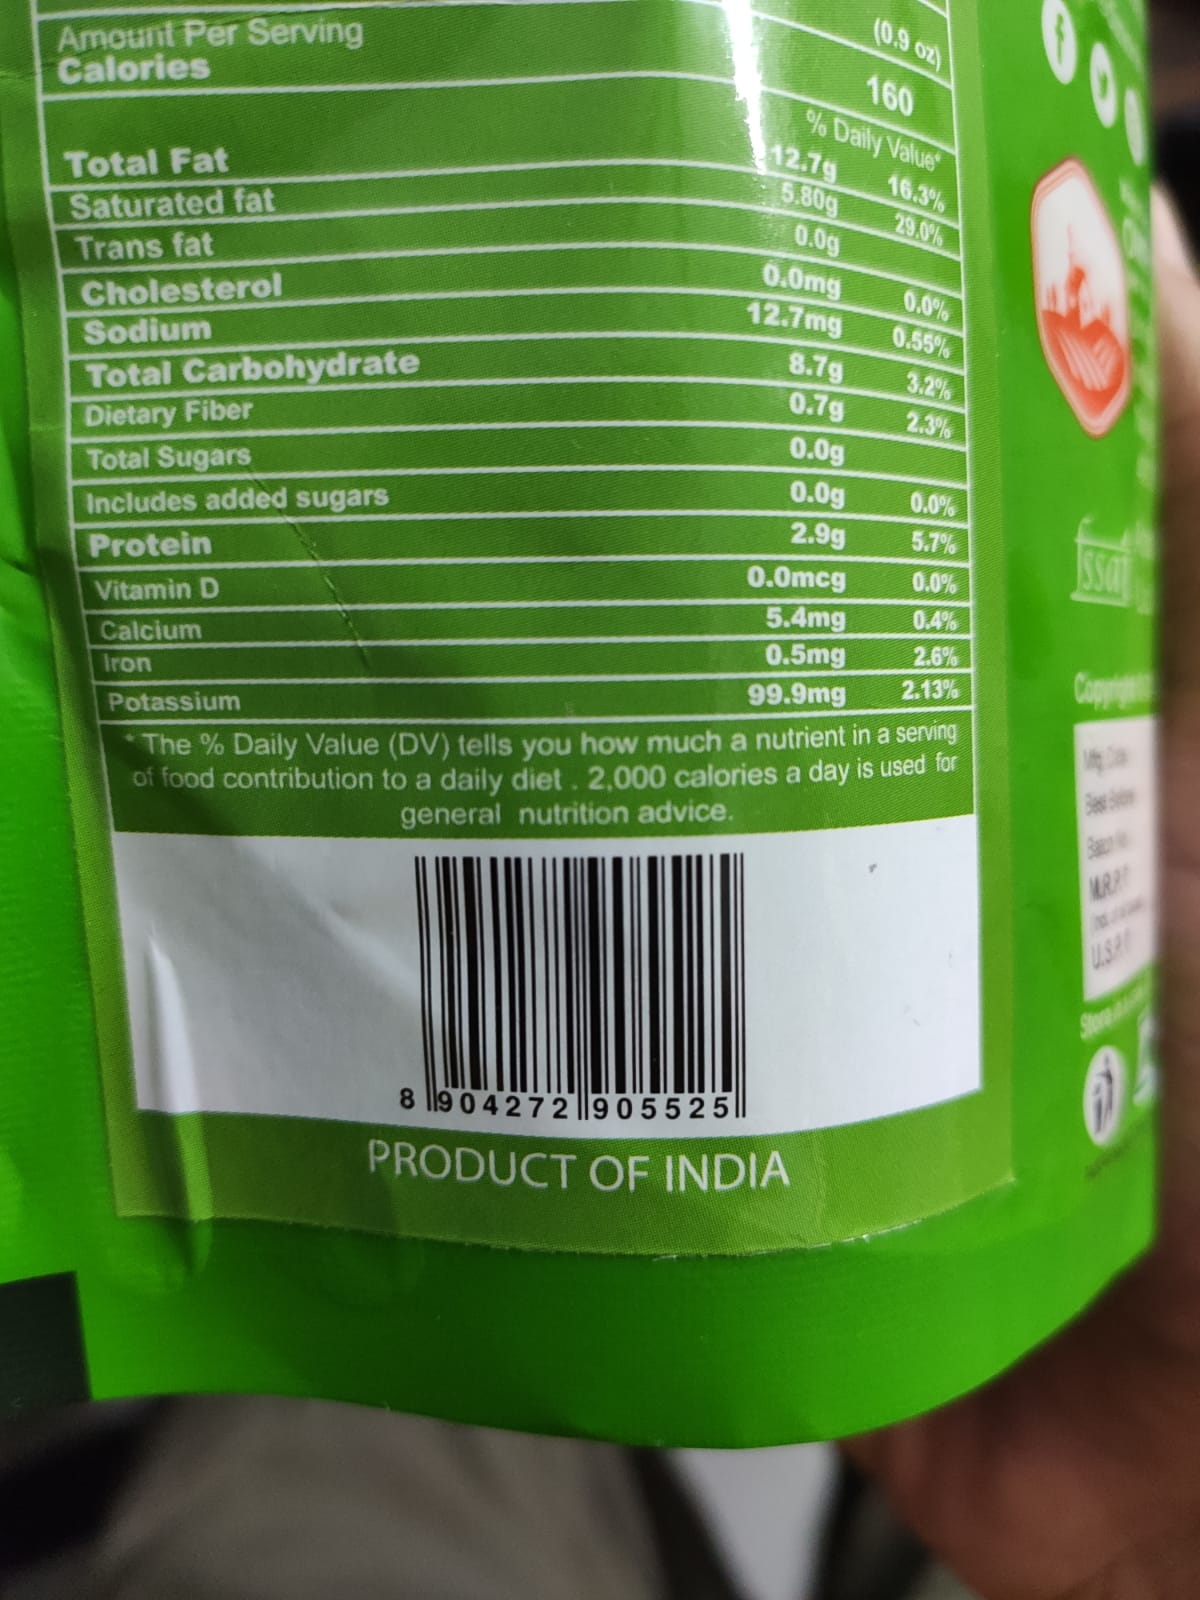 (0.9 oz)
Amount Per Serving
Calories 160
% Daily Value*
Total Fat 12.7g 16.3%
Saturated fat 5.80g 29.0%
Trans fat 0.0g
Cholesterol 0.0mg 0.0%
Sodium 12.7mg 0.55%
Total Carbohydrate 8.7g 3.2%
Dietary Fiber 0.7g 2.3%
Total Sugars 0.0g
Includes added sugars 0.0g 0.0%
Protein 2.9g 5.7%
Vitamin D 0.0mcg 0.0%
Calcium 5.4mg 0.4%
Iron 0.5mg 2.6%
Potassium 99.9mg 2.13%
* The % Daily Value (DV) tells you how much a nutrient in a serving
of food contribution to a daily diet . 2,000 calories a day is used for
general nutrition advice.
8 904272 905525
PRODUCT OF INDIA
fssai
M.R.P.₹
U.S.P.₹